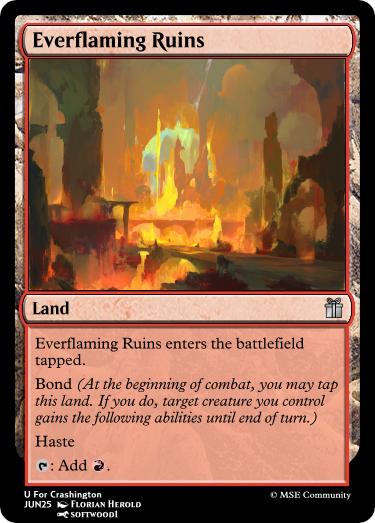 Everflaming Ruins
Land
Everflaming Ruins enters the battlefield
tapped.
Bond (At the beginning of combat, you may tap
this land. If you do, target creature you control
gains the following abilities until end of turn.)
Haste
: Add .
U For Crashington
JUN25 Florian Herold
© MSE Community
softwood1